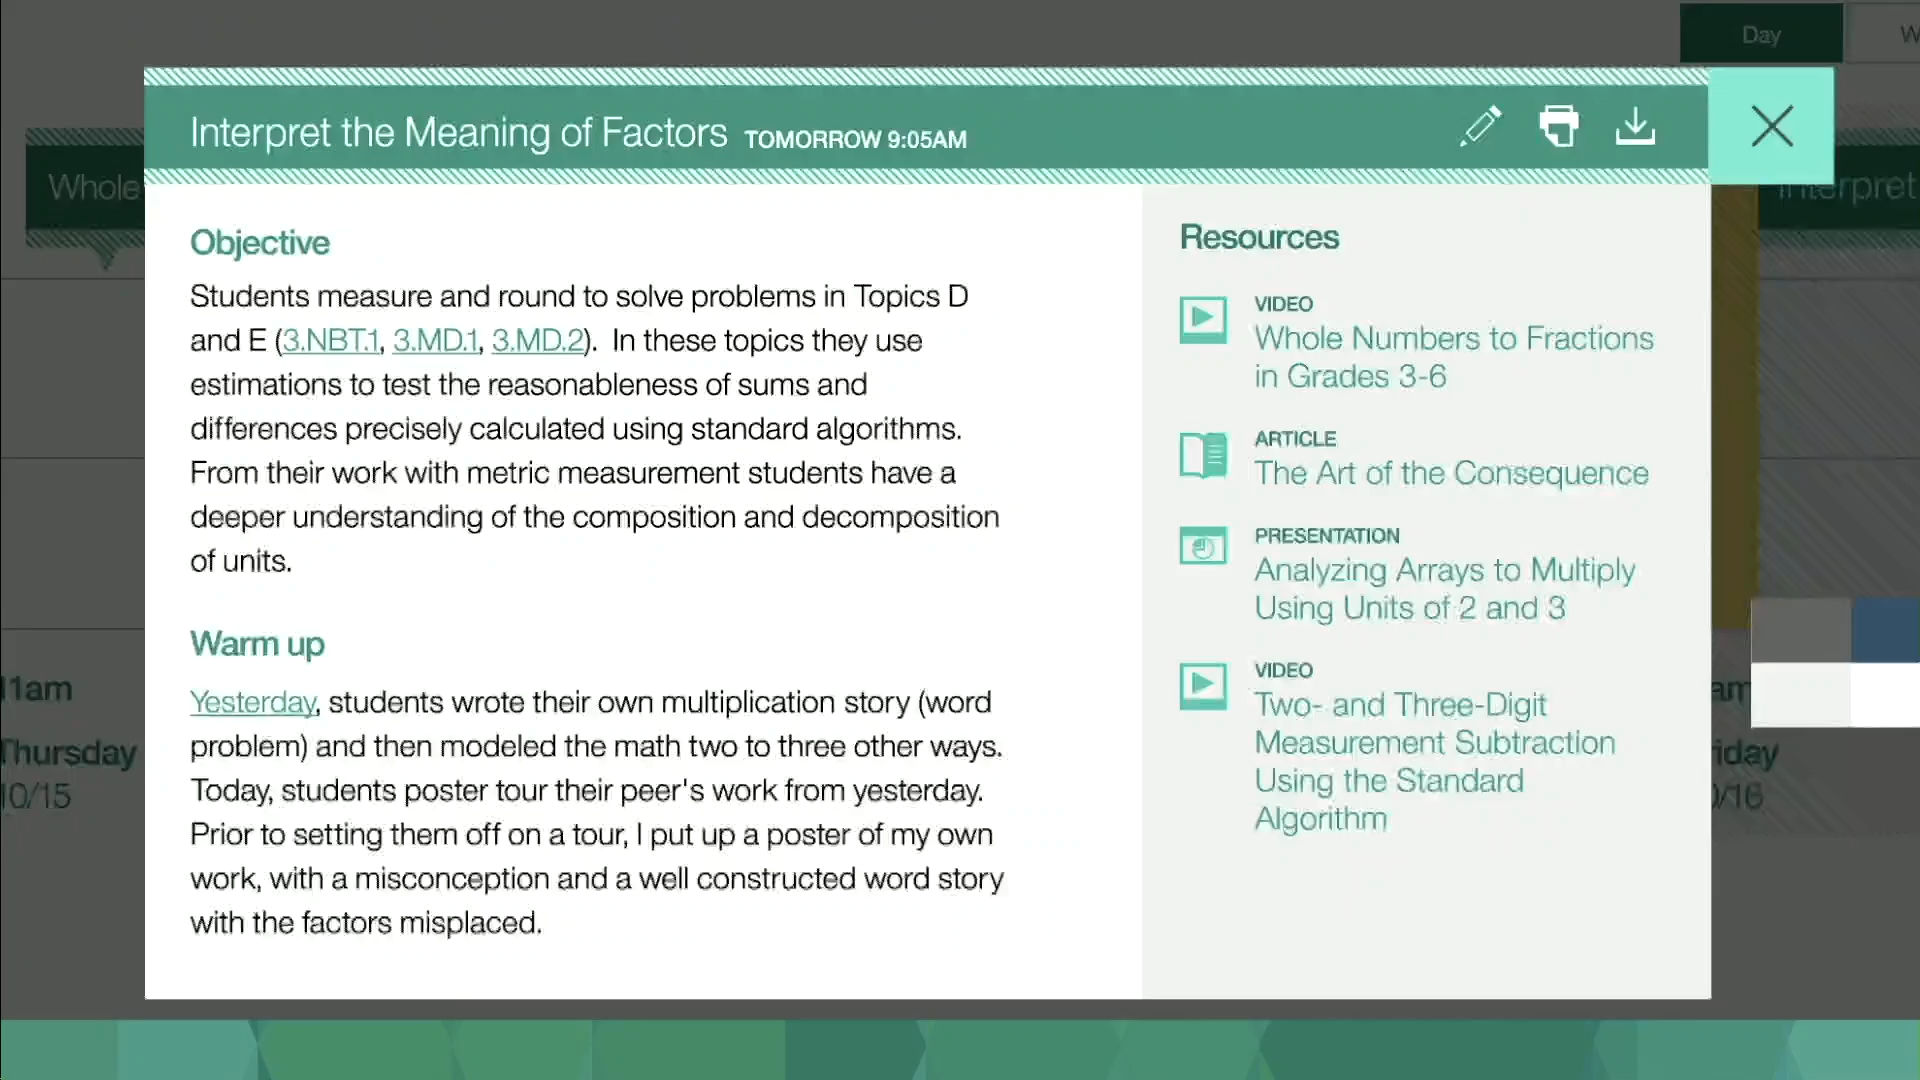 Day
Interpret the Meaning of Factors TOMORROW 9:05AM
Whole
Interpret
Objective
Students measure and round to solve problems in Topics D
and E (3.NBT.1, 3.MD.1, 3.MD.2). In these topics they use
estimations to test the reasonableness of sums and
differences precisely calculated using standard algorithms.
From their work with metric measurement students have a
deeper understanding of the composition and decomposition
of units.
Warm up
Yesterday, students wrote their own multiplication story (word
problem) and then modeled the math two to three other ways.
Today, students poster tour their peer's work from yesterday.
Prior to setting them off on a tour, I put up a poster of my own
work, with a misconception and a well constructed word story
with the factors misplaced.
Resources
VIDEO
Whole Numbers to Fractions
in Grades 3-6
ARTICLE
The Art of the Consequence
PRESENTATION
Analyzing Arrays to Multiply
Using Units of 2 and 3
VIDEO
Two- and Three-Digit
Measurement Subtraction
Using the Standard
Algorithm
11am
Thursday
10/15
am
riday
/16